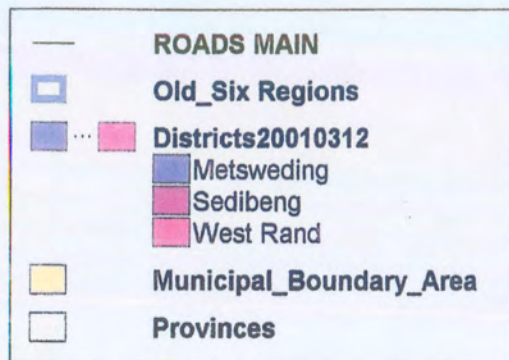 ROADS MAIN
Old_Six Regions
Districts20010312
Metsweding
Sedibeng
West Rand
Municipal_Boundary_Area
Provinces